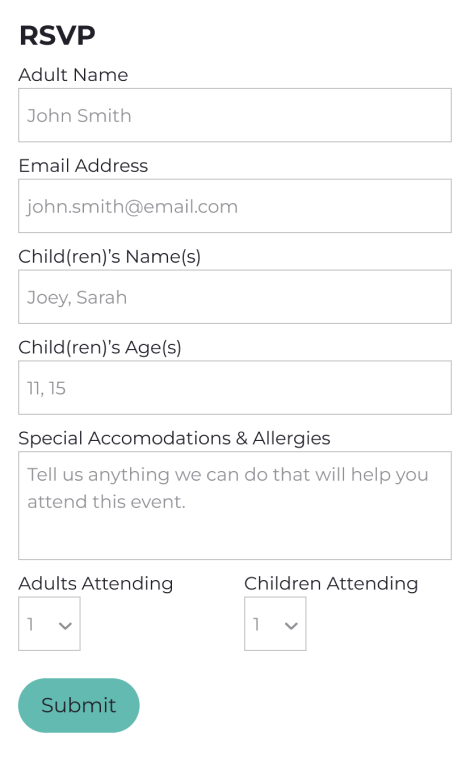 RSVP
Adult Name
John Smith
Email Address
john.smith@email.com
Child(ren)'s Name(s)
Joey, Sarah
Child(ren)'s Age(s)
11, 15
Special Accomodations & Allergies
Tell us anything we can do that will help you
attend this event.
Adults Attending
Children Attending
1
1
Submit